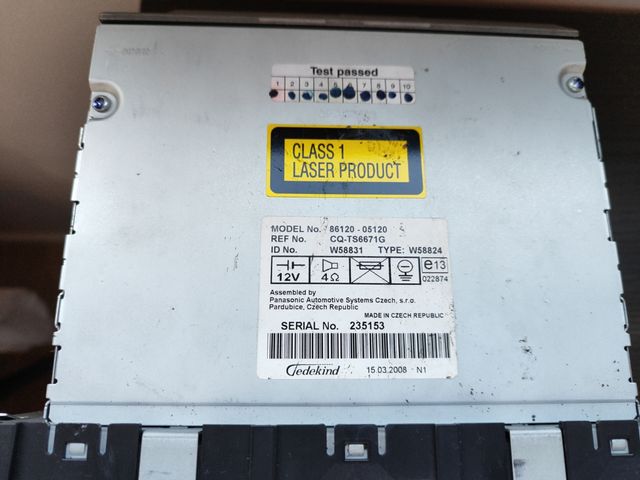 Test passed
1 2 3 4 5 6 7 8 9 10
CLASS 1
LASER PRODUCT
MODEL No. 86120 - 05120
REF No. CQ-TS6671G
ID No. W58831 TYPE: W58824
12V 4Ω e13
022874
Assembled by
Panasonic Automotive Systems Czech, s.r.o.
Pardubice, Czech Republic
MADE IN CZECH REPUBLIC
SERIAL No. 235153
Tedekind 15.03.2008 N1